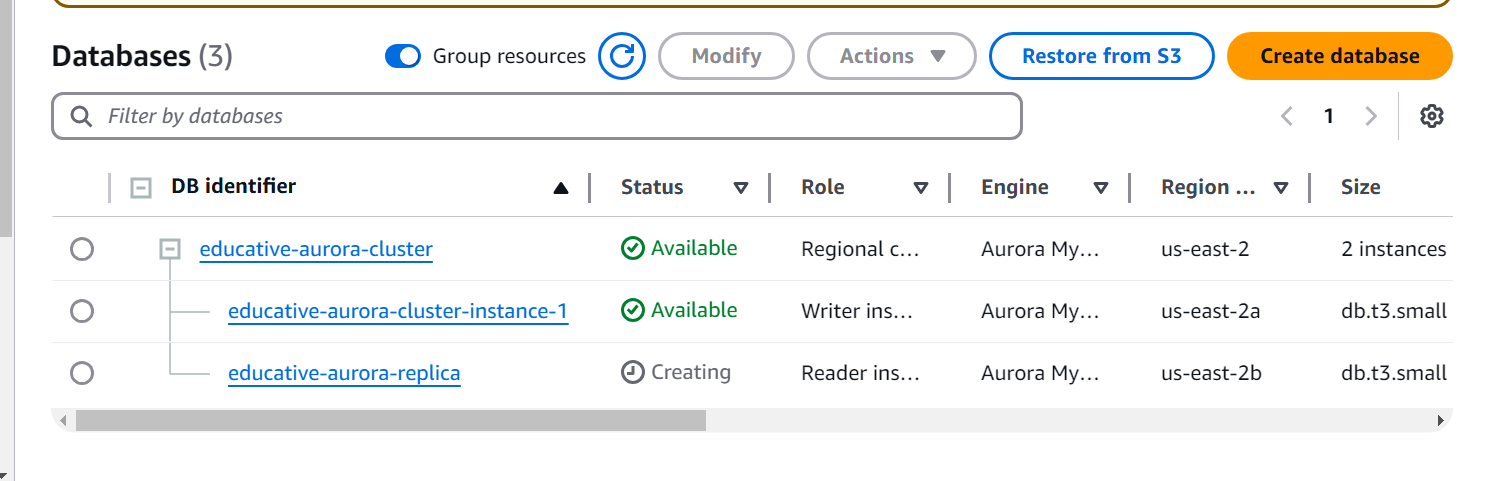 Databases (3) Group resources Modify Actions Restore from S3 Create database
Filter by databases 1
DB identifier Status Role Engine Region ... Size
educative-aurora-cluster Available Regional c... Aurora My... us-east-2 2 instances
educative-aurora-cluster-instance-1 Available Writer ins... Aurora My... us-east-2a db.t3.small
educative-aurora-replica Creating Reader ins... Aurora My... us-east-2b db.t3.small